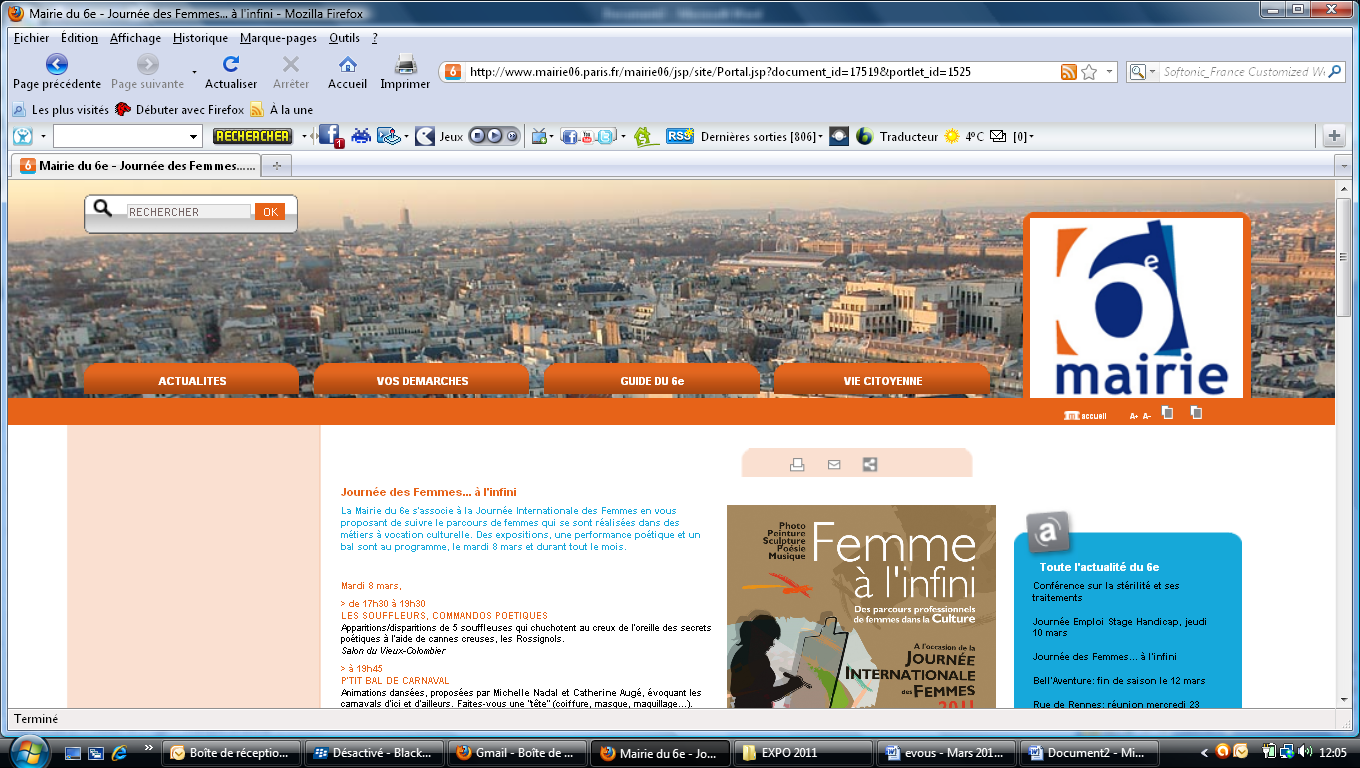 Mairie du 6e - Journée des Femmes... à l'infini - Mozilla Firefox
Fichier Édition Affichage Historique Marque-pages Outils ?
Page précédente Page suivante Actualiser Arrêter Accueil Imprimer
6 http://www.mairie06.paris.fr/mairie06/jsp/site/Portal.jsp?document_id=17519&portlet_id=1525
Softonic_France Customized We
Les plus visités Débuter avec Firefox À la une
RECHERCHER 1 Jeux You Tube RSS Dernières sorties [806] Traducteur 4°C [0]
6 Mairie du 6e - Journée des Femmes...…
RECHERCHER OK
6e
mairie
ACTUALITES VOS DEMARCHES GUIDE DU 6e VIE CITOYENNE
m accueil A+ A-
Journée des Femmes... à l'infini
La Mairie du 6e s'associe à la Journée Internationale des Femmes en vous
proposant de suivre le parcours de femmes qui se sont réalisées dans des
métiers à vocation culturelle. Des expositions, une performance poétique et un
bal sont au programme, le mardi 8 mars et durant tout le mois.
Mardi 8 mars,
> de 17h30 à 19h30
LES SOUFFLEURS, COMMANDOS POETIQUES
Apparitions/disparitions de 5 souffleuses qui chuchotent au creux de l'oreille des secrets
poétiques à l'aide de cannes creuses, les Rossignols.
Salon du Vieux-Colombier
> à 19h45
P'TIT BAL DE CARNAVAL
Animations dansées, proposées par Michelle Nadal et Catherine Augé, évoquant les
carnavals d'ici et d'ailleurs. Faites-vous une "tête" (coiffure, masque, maquillage...).
Photo
Peinture
Sculpture
Poésie
Musique
Femme
à l'infini
Des parcours professionnels
de femmes dans la Culture
A l'occasion de la
JOURNÉE
INTERNATIONALE
des FEMMES
2011
a
Toute l'actualité du 6e
Conférence sur la stérilité et ses
traitements
Journée Emploi Stage Handicap, jeudi
10 mars
Journée des Femmes... à l'infini
Bell'Aventure: fin de saison le 12 mars
Rue de Rennes: réunion mercredi 23
Terminé
Boîte de réceptio... Désactivé - Black... Gmail - Boîte de ... Mairie du 6e - Jo... EXPO 2011 evous - Mars 201... Document2 - Mi... 12:05